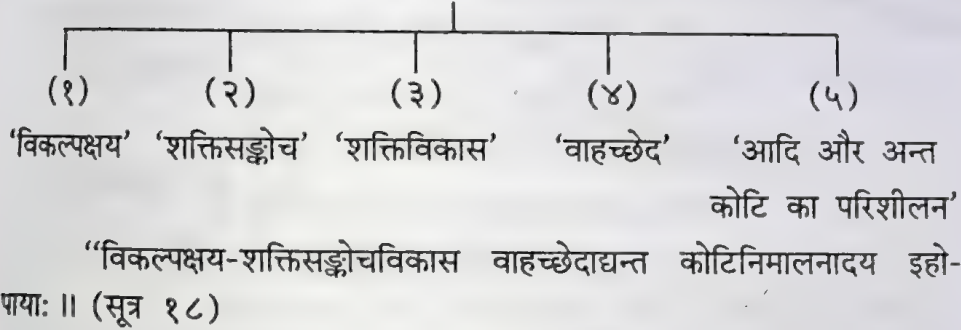 (१) (२) (३) (४) (५)
‘विकल्पक्षय’ ‘शक्तिसङ्कोच’ ‘शक्तिविकास’ ‘वाहच्छेद’ ‘आदि और अन्त
कोटि का परिशीलन’
“विकल्पक्षय-शक्तिसङ्कोचविकास वाहच्छेदाद्यन्त कोटिनिमालनादय इहो-
पायाः ॥ (सूत्र १८)